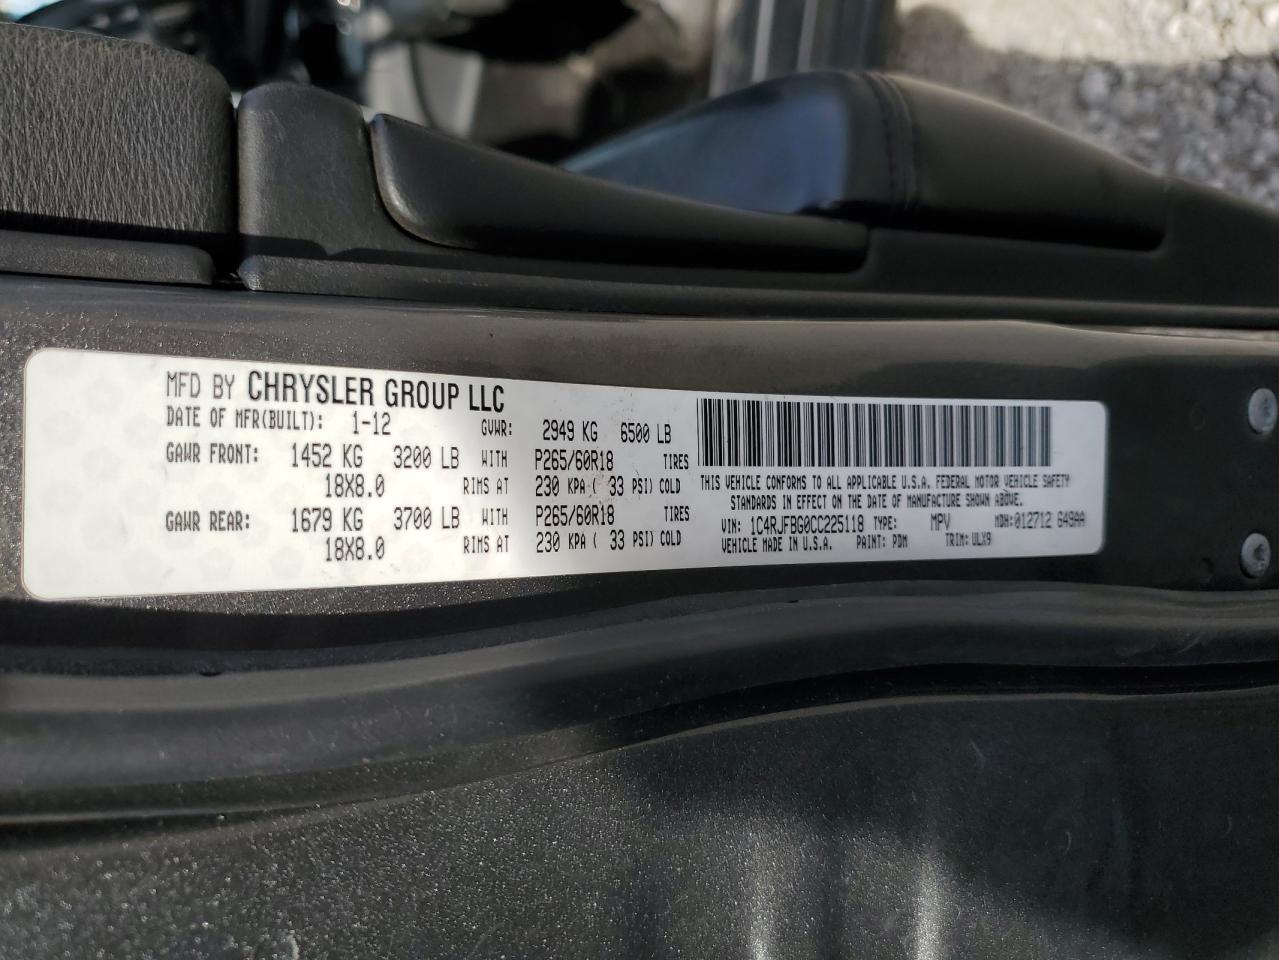 MFD BY CHRYSLER GROUP LLC
DATE OF MFR(BUILT): 1-12 GVWR: 2949 KG 6500 LB
GAWR FRONT: 1452 KG 3200 LB WITH P265/60R18 TIRES
18X8.0 RIMS AT 230 KPA ( 33 PSI) COLD
GAWR REAR: 1679 KG 3700 LB WITH P265/60R18 TIRES
18X8.0 RIMS AT 230 KPA ( 33 PSI) COLD
THIS VEHICLE CONFORMS TO ALL APPLICABLE U.S.A. FEDERAL MOTOR VEHICLE SAFETY
STANDARDS IN EFFECT ON THE DATE OF MANUFACTURE SHOWN ABOVE.
VIN: 1C4RJFBG0CC225118 TYPE: MPV MDH: 012712 649AA
VEHICLE MADE IN U.S.A. PAINT: PDM TRIM: ULX9